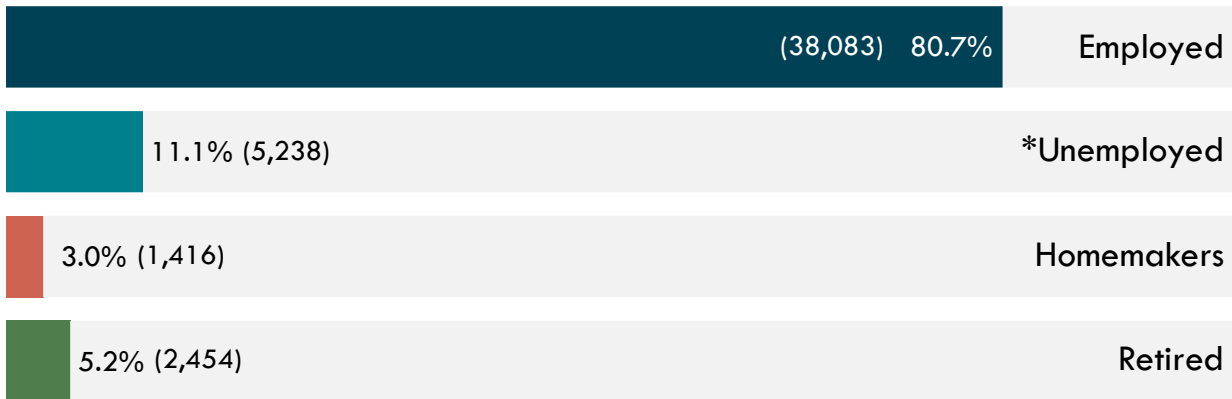 (38,083) 80.7% Employed
11.1% (5,238) *Unemployed
3.0% (1,416) Homemakers
5.2% (2,454) Retired